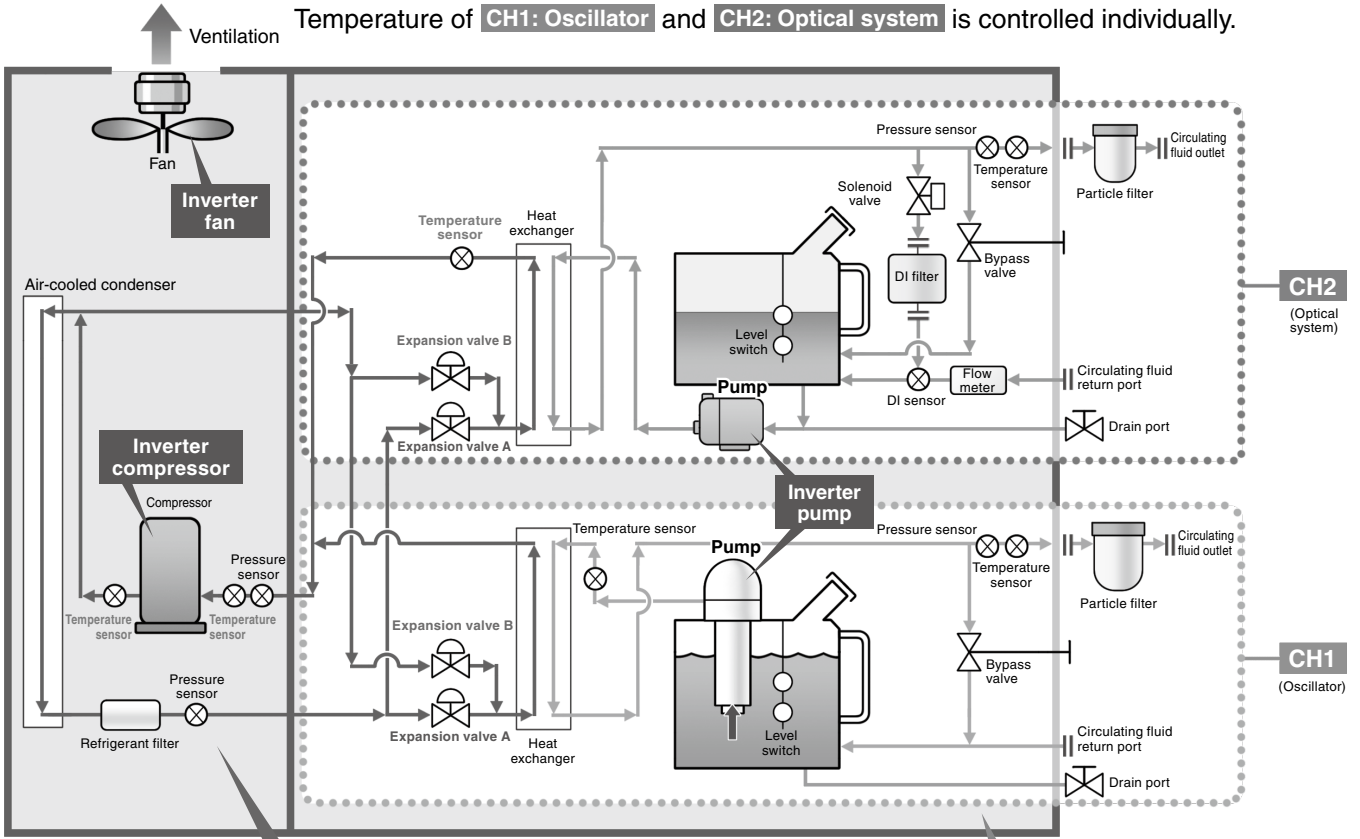 Temperature of CH1: Oscillator and CH2: Optical system is controlled individually.
Ventilation
Fan
Inverter
fan
Pressure sensor
Temperature
sensor
Circulating
fluid outlet
Particle filter
Solenoid
valve
Heat
exchanger
Temperature
sensor
DI filter
Bypass
valve
Air-cooled condenser
CH2
(Optical
system)
Expansion valve B
Level
switch
Flow
meter
Circulating fluid
return port
DI sensor
Pump
Drain port
Expansion valve A
Inverter
compressor
Compressor
Inverter
pump
Temperature sensor
Pressure sensor
Pump
Temperature
sensor
Circulating
fluid outlet
Particle filter
Pressure
sensor
Temperature
sensor
Temperature
sensor
Expansion valve B
Bypass
valve
CH1
(Oscillator)
Pressure
sensor
Refrigerant filter
Expansion valve A
Heat
exchanger
Level
switch
Circulating fluid
return port
Drain port